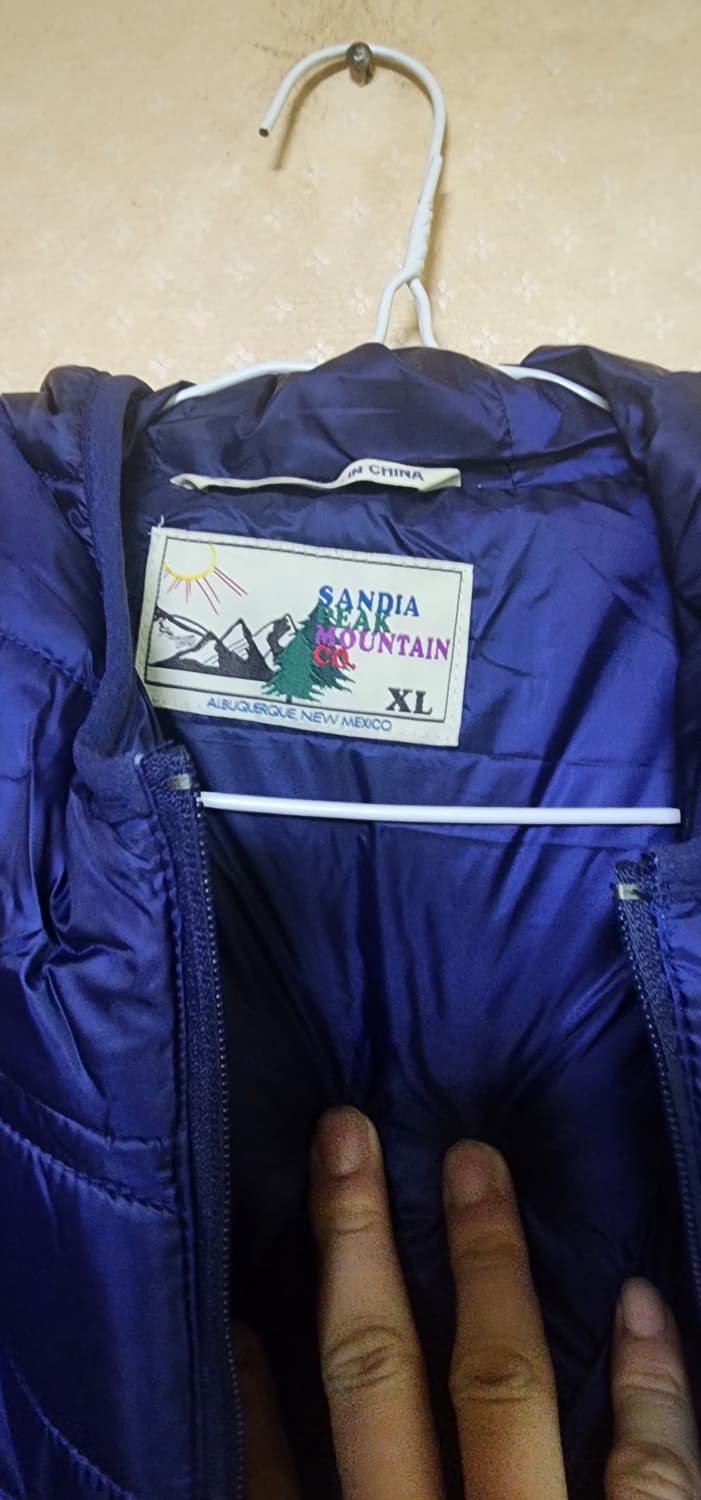 IN CHINA
SANDIA
PEAK
MOUNTAIN
CO.
XL
ALBUQUERQUE, NEW MEXICO